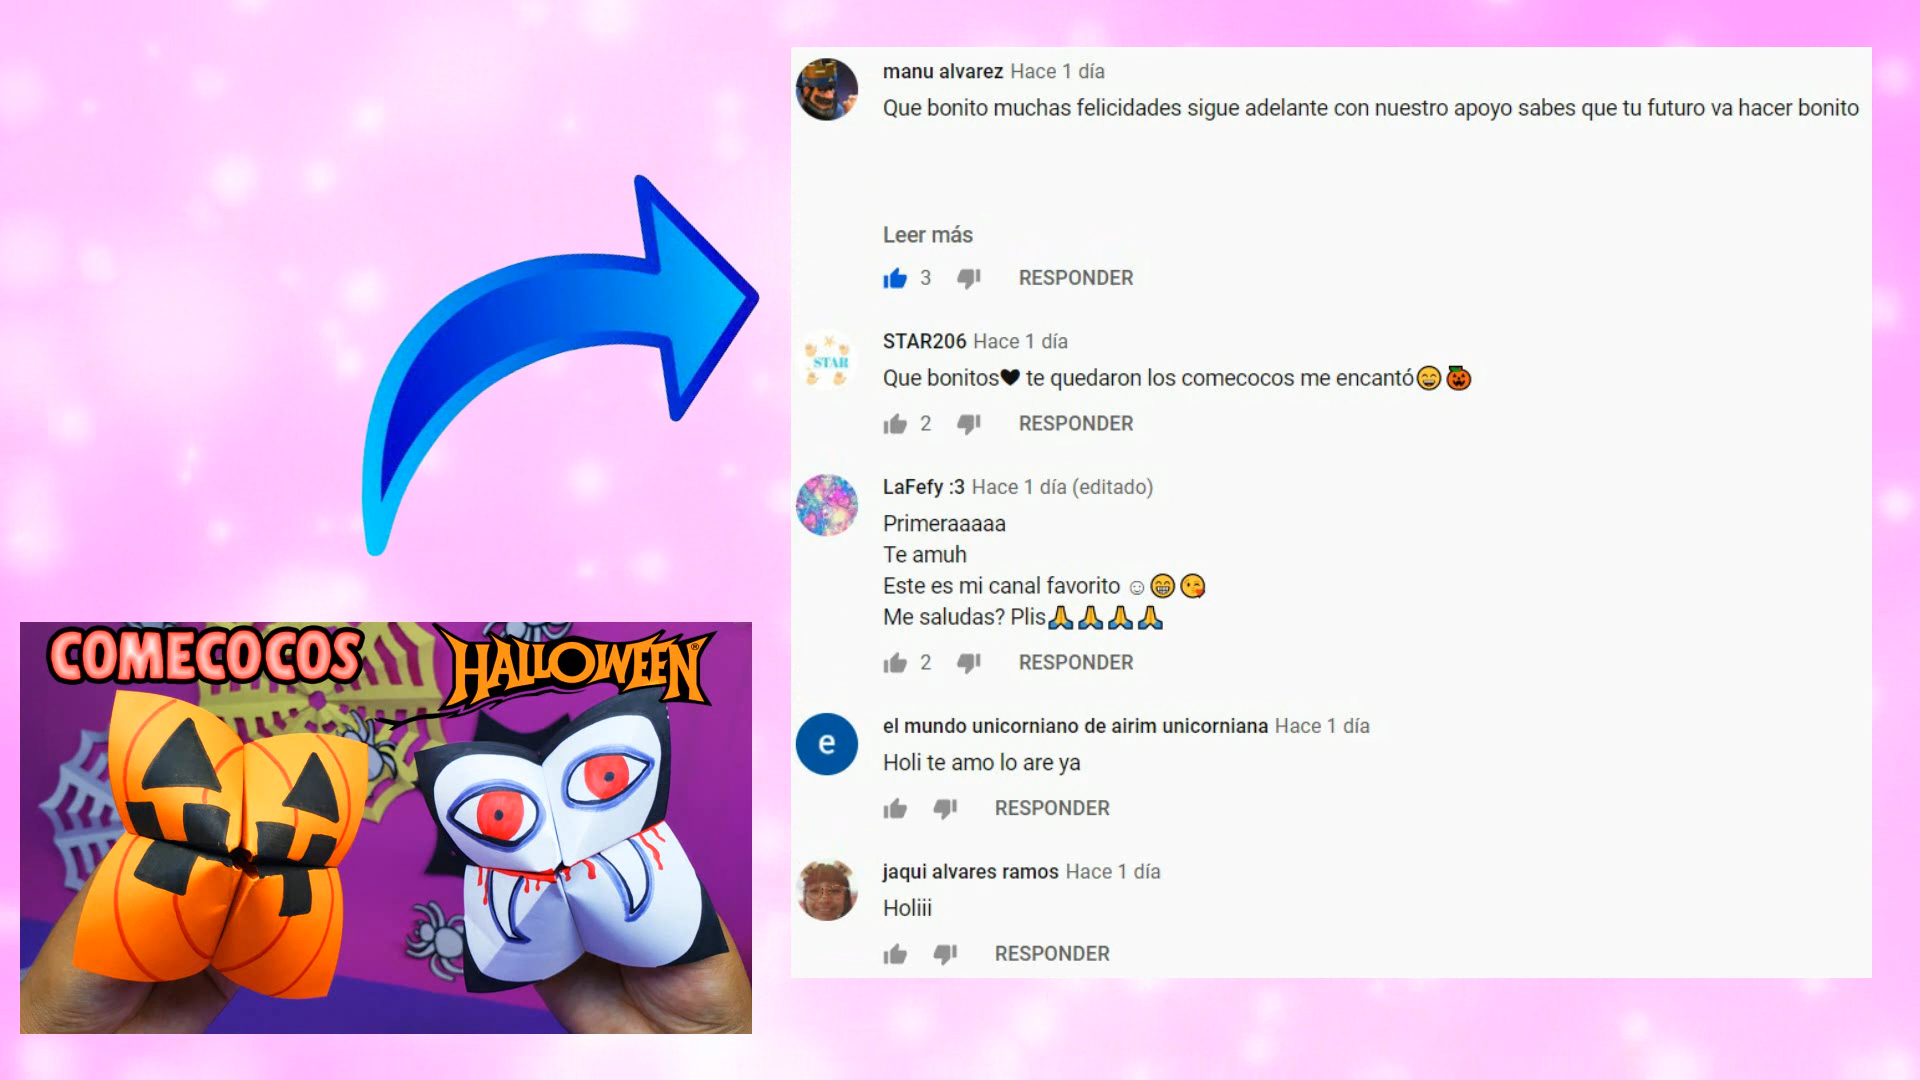 manu alvarez Hace 1 día
Que bonito muchas felicidades sigue adelante con nuestro apoyo sabes que tu futuro va hacer bonito
Leer más
3 RESPONDER
STAR206 Hace 1 día
STAR
Que bonitos🖤 te quedaron los comecocos me encantó😄🎃
2 RESPONDER
LaFefy :3 Hace 1 día (editado)
Primeraaaaa
Te amuh
Este es mi canal favorito ☺😁😘
Me saludas? Plis🙏🙏🙏🙏
2 RESPONDER
e
el mundo unicorniano de airim unicorniana Hace 1 día
Holi te amo lo are ya
RESPONDER
jaqui alvares ramos Hace 1 día
Holiii
RESPONDER
COMECOCOS
HALLOWEEN®